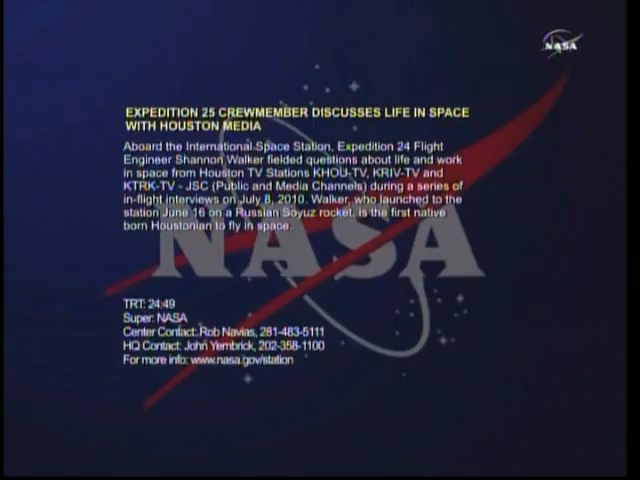 NASA
EXPEDITION 25 CREWMEMBER DISCUSSES LIFE IN SPACE
WITH HOUSTON MEDIA
Aboard the International Space Station, Expedition 24 Flight
Engineer Shannon Walker fielded questions about life and work
in space from Houston TV Stations KHOU-TV, KRIV-TV and
KTRK-TV - JSC (Public and Media Channels) during a series of
in-flight interviews on July 8, 2010. Walker, who launched to the
station June 16 on a Russian Soyuz rocket, is the first native
born Houstonian to fly in space.
NASA
TRT: 24:49
Super: NASA
Center Contact: Rob Navias, 281-483-5111
HQ Contact: John Yembrick, 202-358-1100
For more info: www.nasa.gov/station